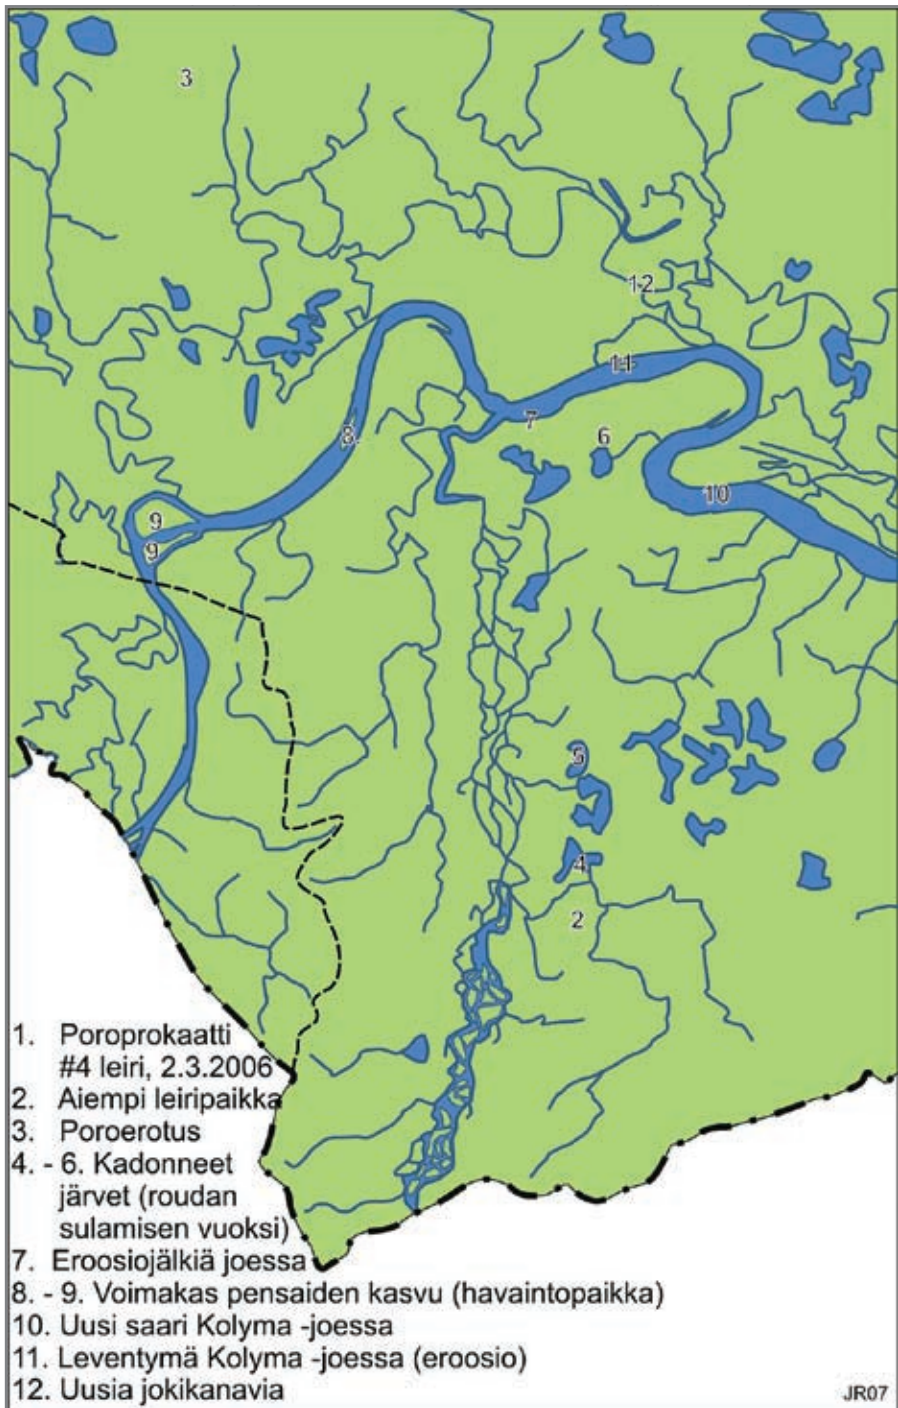 3
12
11
7
6
8.
10
9
9
5
4
2
1. Poroprokaatti
#4 leiri, 2.3.2006
2. Aiempi leiripaikka
3. Poroerotus
4. - 6. Kadonneet
järvet (roudan
sulamisen vuoksi)
7. Eroosiojälkiä joessa
8. - 9. Voimakas pensaiden kasvu (havaintopaikka)
10. Uusi saari Kolyma -joessa
11. Leventymä Kolyma -joessa (eroosio)
12. Uusia jokikanavia
JR07